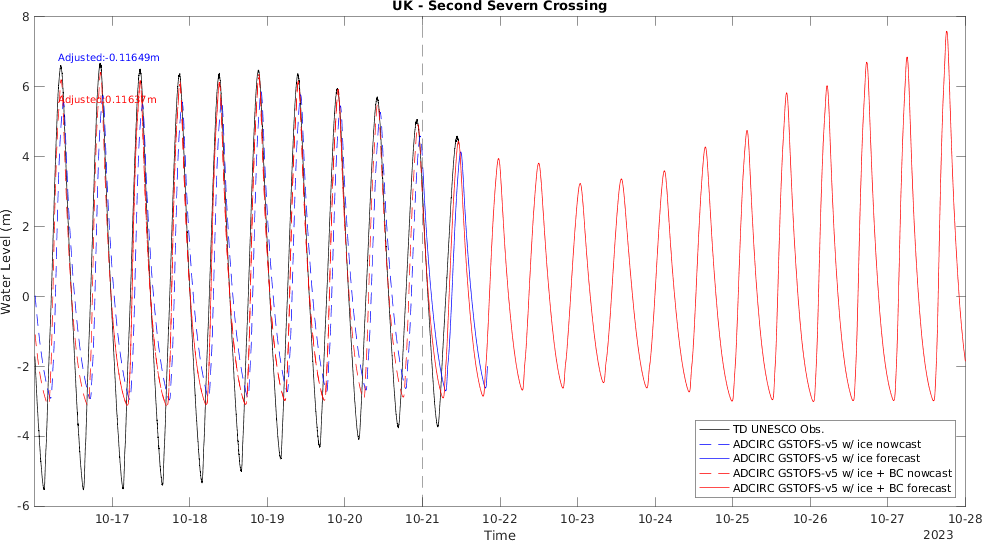 UK - Second Severn Crossing
Adjusted:-0.11649m
Adjusted:0.11637m
Water Level (m)
8
6
4
2
0
-2
-4
-6
10-17
10-18
10-19
10-20
10-21
10-22
10-23
10-24
10-25
10-26
10-27
10-28
2023
Time
TD UNESCO Obs.
ADCIRC GSTOFS-v5 w/ ice nowcast
ADCIRC GSTOFS-v5 w/ ice forecast
ADCIRC GSTOFS-v5 w/ ice + BC nowcast
ADCIRC GSTOFS-v5 w/ ice + BC forecast